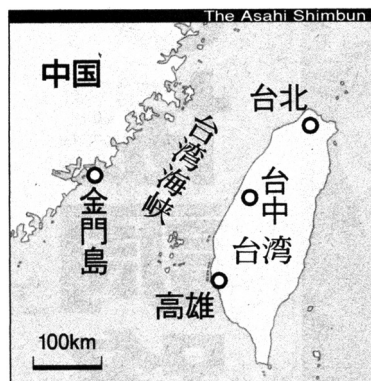 The Asahi Shimbun
中国
台北
台湾海峡
金門島
台中
台湾
高雄
100km